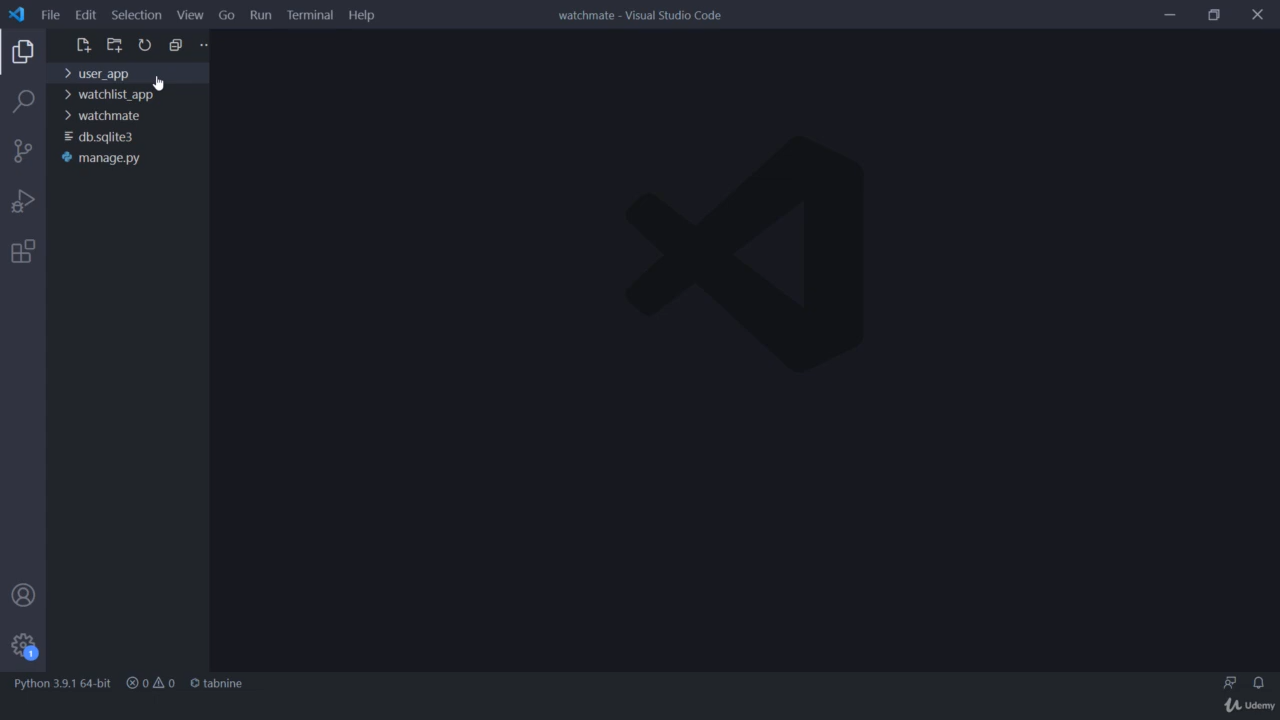 File Edit Selection View Go Run Terminal Help watchmate - Visual Studio Code
user_app
watchlist_app
watchmate
db.sqlite3
manage.py
1
Python 3.9.1 64-bit 0 0 tabnine
Udemy